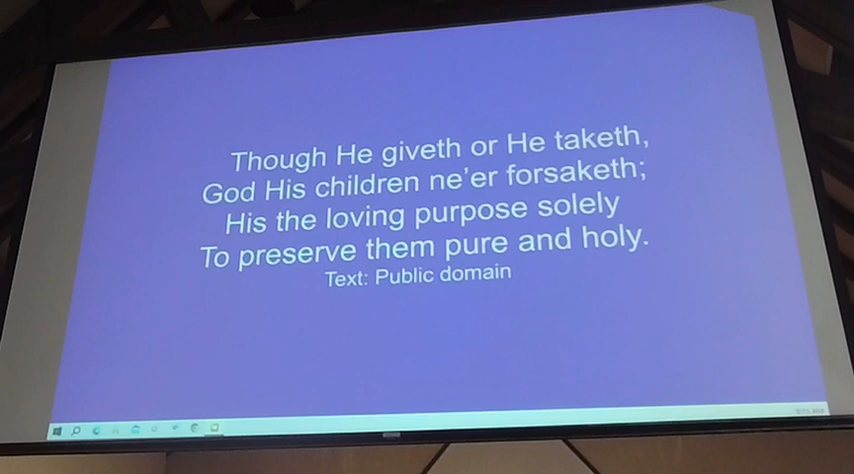 Though He giveth or He taketh,
God His children ne'er forsaketh;
His the loving purpose solely
To preserve them pure and holy.
Text: Public domain